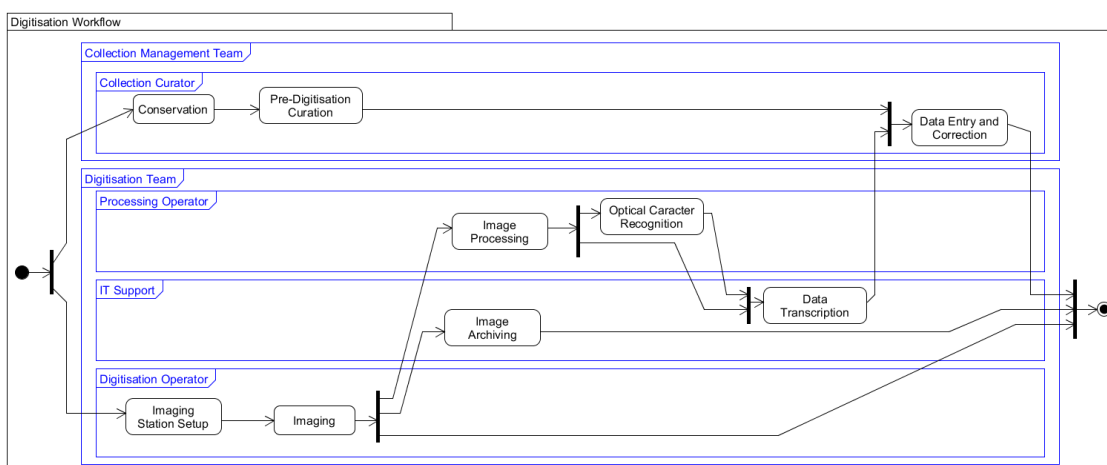 Digitisation Workflow
Collection Management Team
Collection Curator
Conservation
Pre-Digitisation
Curation
Data Entry and
Correction
Digitisation Team
Processing Operator
Image
Processing
Optical Caracter
Recognition
IT Support
Data
Transcription
Image
Archiving
Digitisation Operator
Imaging
Station Setup
Imaging